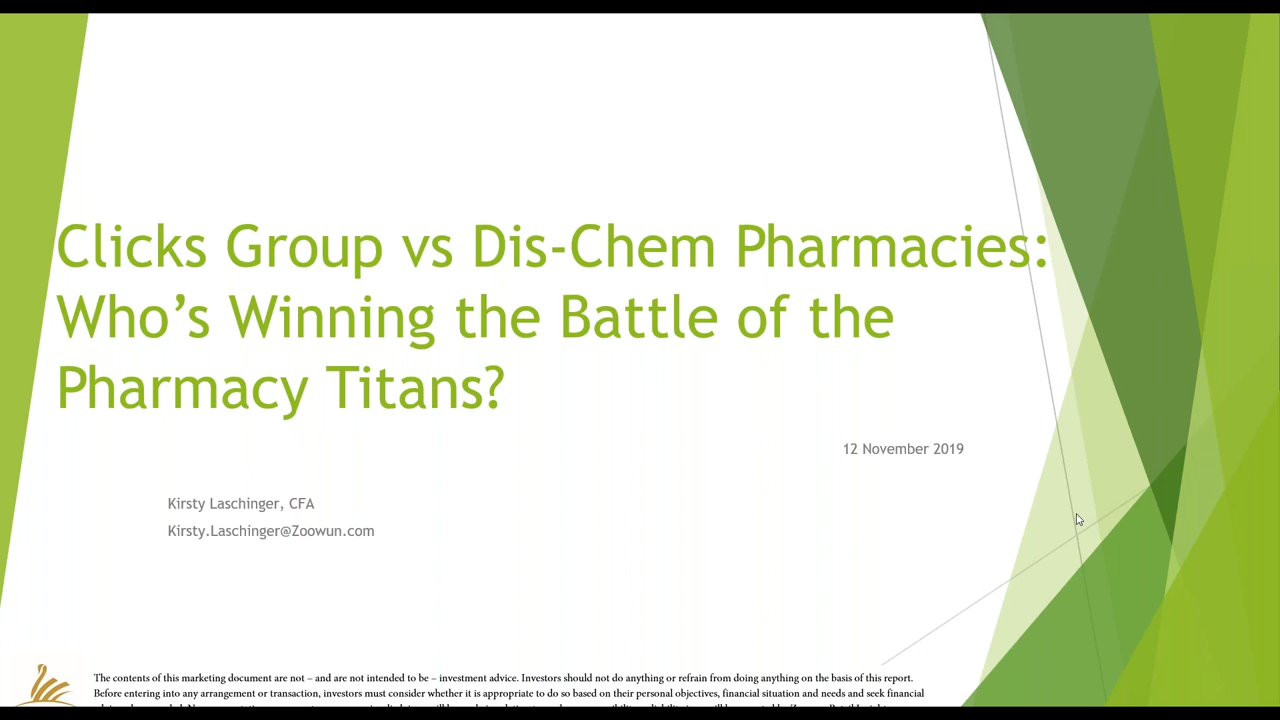 Clicks Group vs Dis-Chem Pharmacies:
Who’s Winning the Battle of the
Pharmacy Titans?
12 November 2019
Kirsty Laschinger, CFA
Kirsty.Laschinger@Zoowun.com
The contents of this marketing document are not – and are not intended to be – investment advice. Investors should not do anything or refrain from doing anything on the basis of this report.
Before entering into any arrangement or transaction, investors must consider whether it is appropriate to do so based on their personal objectives, financial situation and needs and seek financial